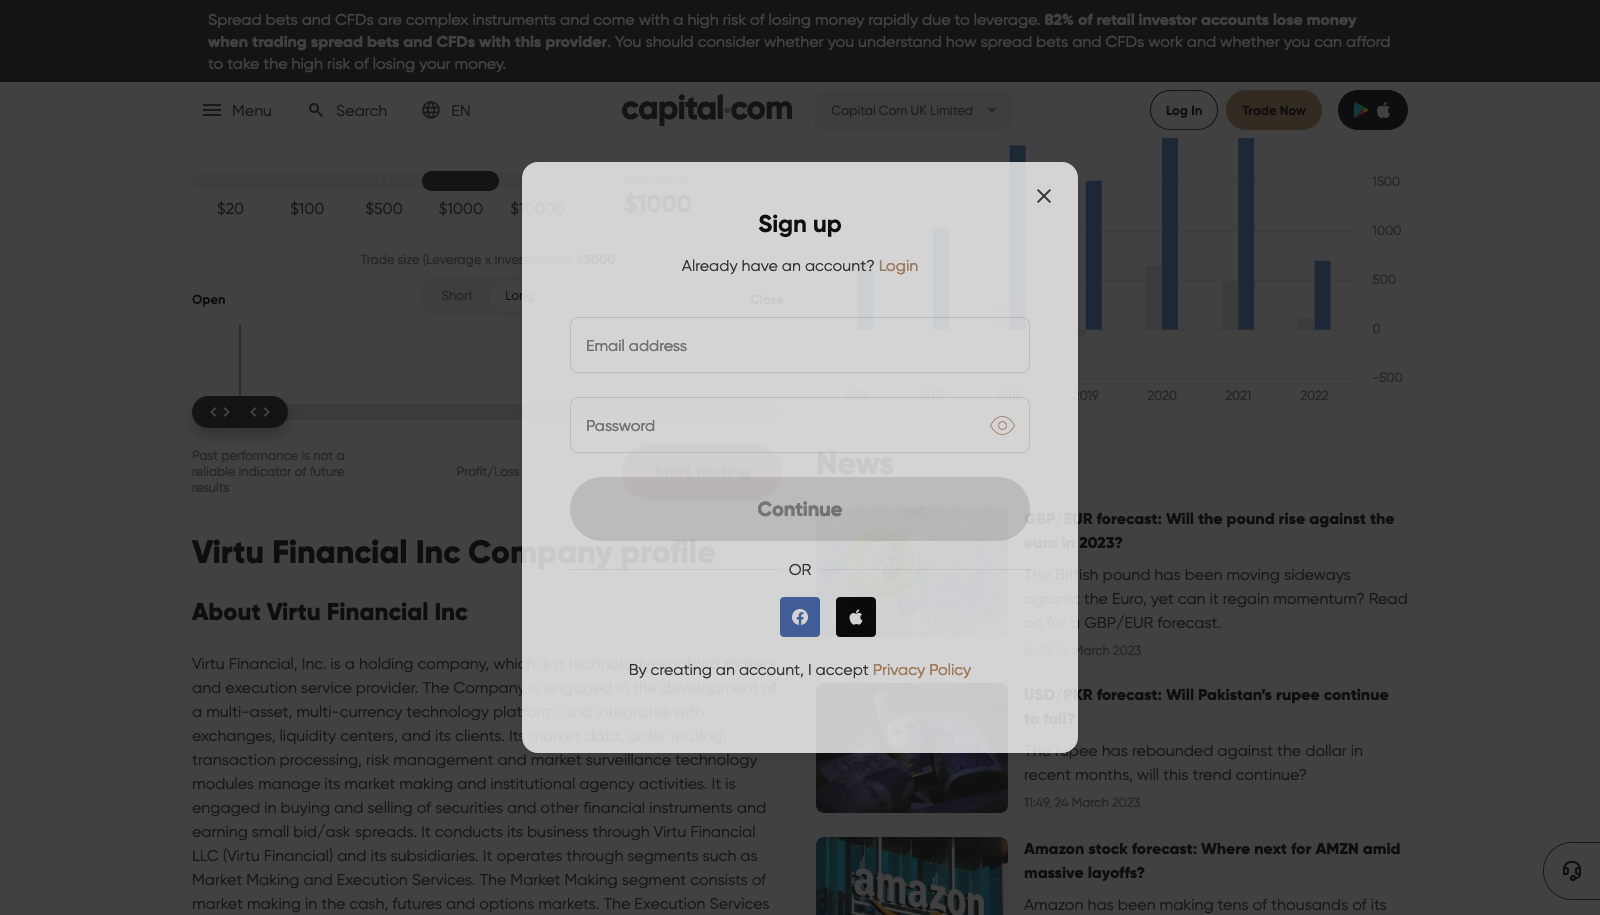 Spread bets and CFDs are complex instruments and come with a high risk of losing money rapidly due to leverage. 82% of retail investor accounts lose money
when trading spread bets and CFDs with this provider. You should consider whether you understand how spread bets and CFDs work and whether you can afford
to take the high risk of losing your money.
Menu
Search
EN
capital.com
Capital Com UK Limited
Log In
Trade Now
Investment
$1000
$20
$100
$500
$1000
$10000
Trade size (Leverage x Investement): $5000
Short
Long
Open
Close
Past performance is not a
reliable indicator of future
results
Profit/Loss
Start trading
1500
1000
500
0
-500
2016
2017
2018
2019
2020
2021
2022
Sign up
Already have an account? Login
Email address
Password
Continue
OR
By creating an account, I accept Privacy Policy
Virtu Financial Inc Company profile
About Virtu Financial Inc
Virtu Financial, Inc. is a holding company, which is a technology-enabled market
and execution service provider. The Company is engaged in the development of
a multi-asset, multi-currency technology platform, and integrates with
exchanges, liquidity centers, and its clients. Its market data, order routing,
transaction processing, risk management and market surveillance technology
modules manage its market making and institutional agency activities. It is
engaged in buying and selling of securities and other financial instruments and
earning small bid/ask spreads. It conducts its business through Virtu Financial
LLC (Virtu Financial) and its subsidiaries. It operates through segments such as
Market Making and Execution Services. The Market Making segment consists of
market making in the cash, futures and options markets. The Execution Services
News
GBP/EUR forecast: Will the pound rise against the
euro in 2023?
The British pound has been moving sideways
against the Euro, yet can it regain momentum? Read
on for a GBP/EUR forecast.
24 March 2023
USD/PKR forecast: Will Pakistan's rupee continue
to fall?
The rupee has rebounded against the dollar in
recent months, will this trend continue?
11:49, 24 March 2023
amazon
Amazon stock forecast: Where next for AMZN amid
massive layoffs?
Amazon has been making tens of thousands of its